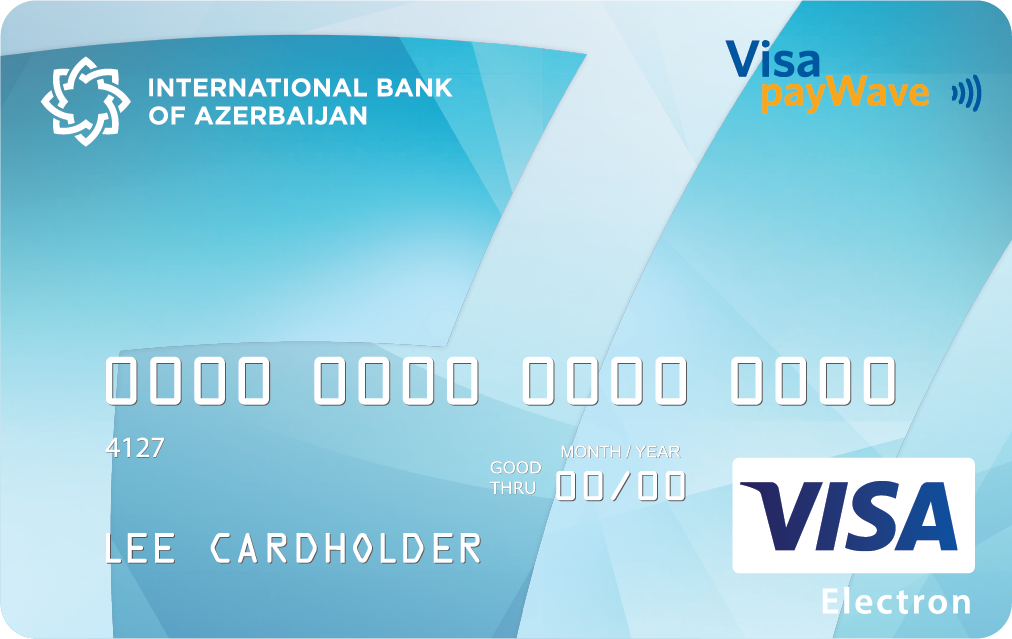 INTERNATIONAL BANK
OF AZERBAIJAN
Visa
payWave
0000 0000 0000 0000
4127
MONTH / YEAR
GOOD
THRU
00/00
LEE CARDHOLDER
VISA
Electron